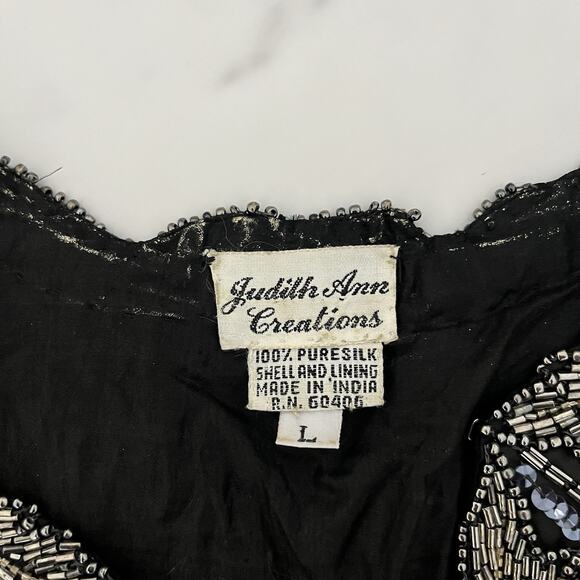 Judith Ann
Creations
100% PURESILK
SHELL AND LINING
MADE IN INDIA
R.N. 60406
L